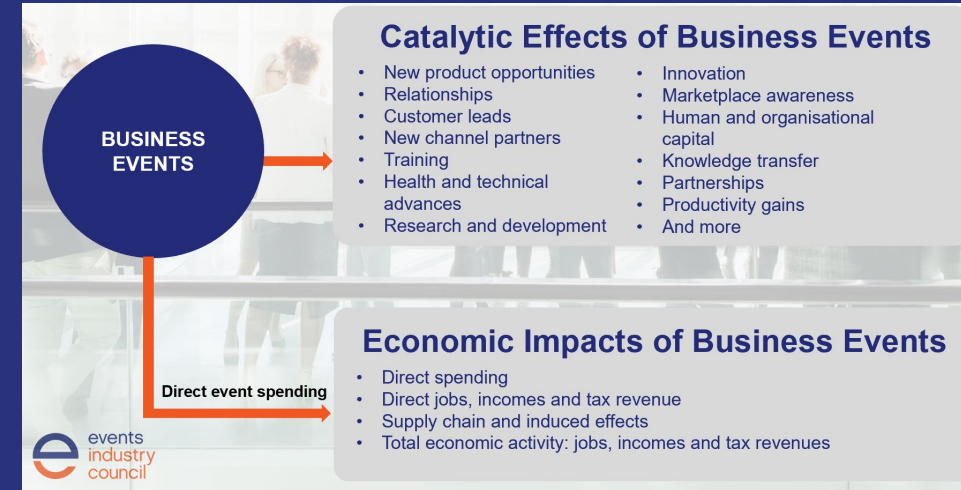 BUSINESS
EVENTS
Catalytic Effects of Business Events
• New product opportunities
• Relationships
• Customer leads
• New channel partners
• Training
• Health and technical
advances
• Research and development
• Innovation
• Marketplace awareness
• Human and organisational
capital
• Knowledge transfer
• Partnerships
• Productivity gains
• And more
Direct event spending
Economic Impacts of Business Events
• Direct spending
• Direct jobs, incomes and tax revenue
• Supply chain and induced effects
• Total economic activity: jobs, incomes and tax revenues
events
industry
council